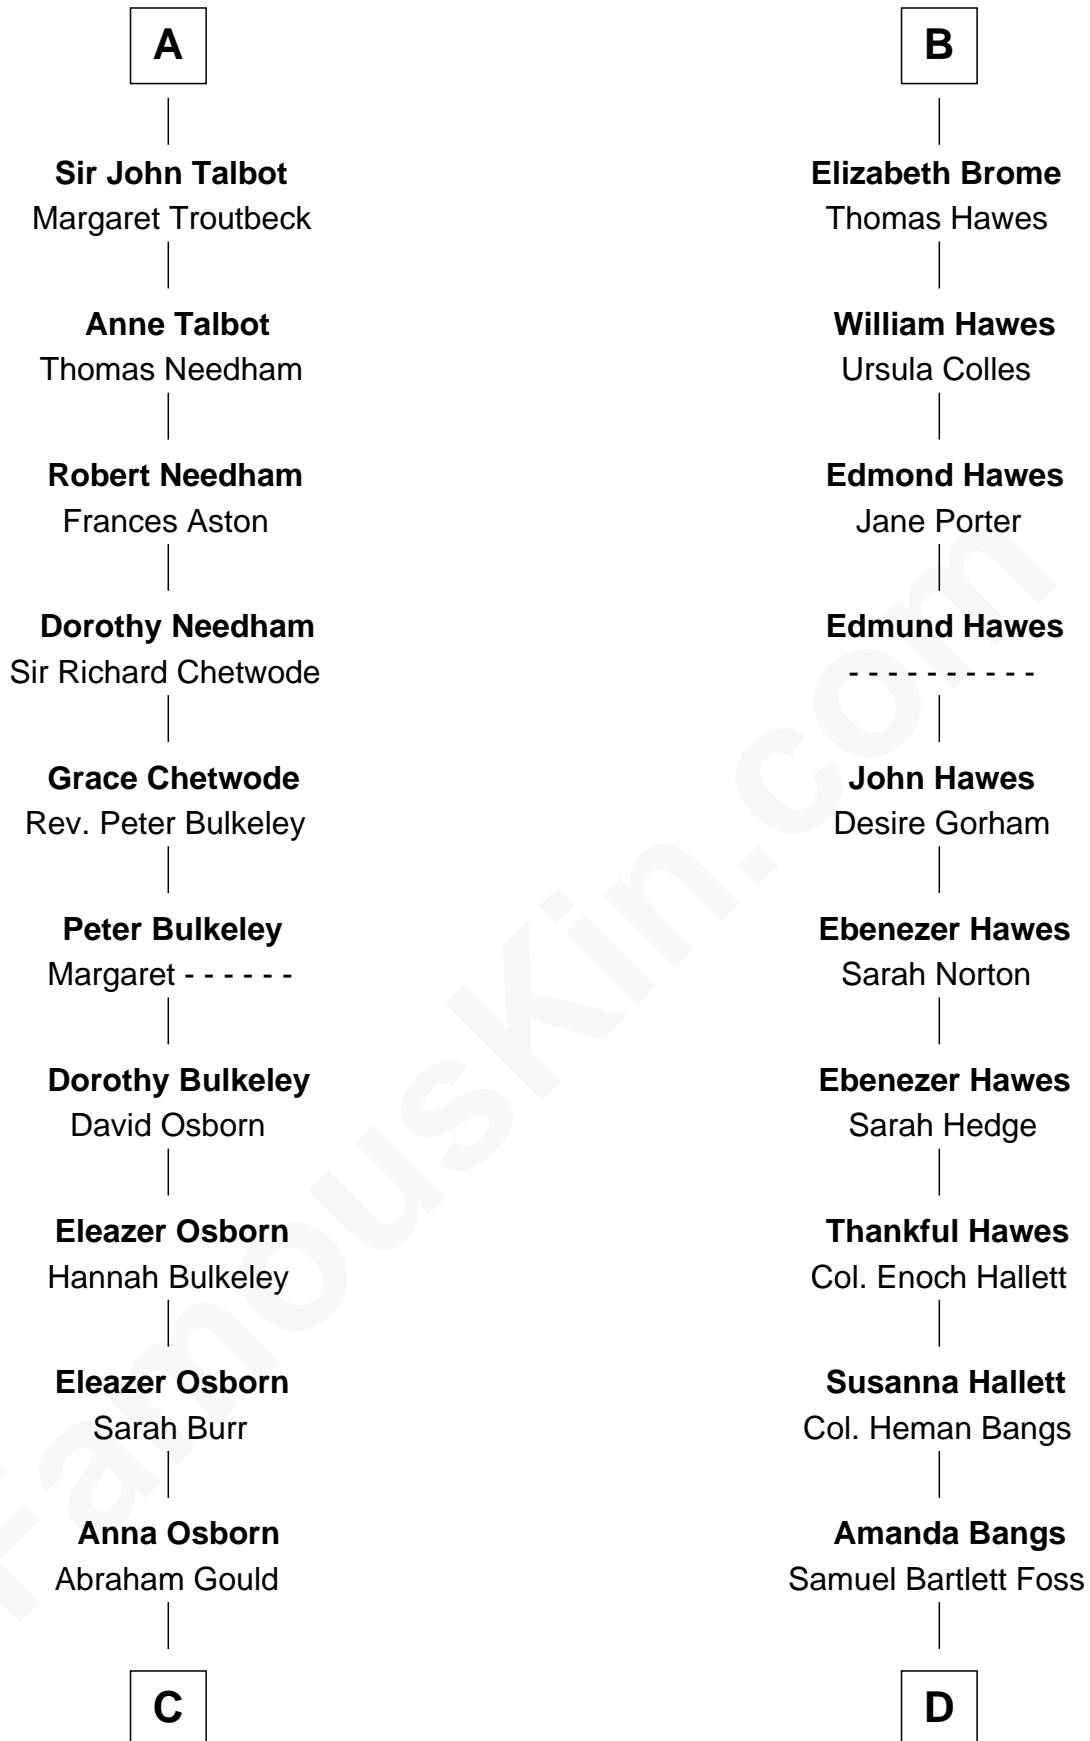 A
Sir John Talbot
Margaret Troutbeck
Anne Talbot
Thomas Needham
Robert Needham
Frances Aston
Dorothy Needham
Sir Richard Chetwode
Grace Chetwode
Rev. Peter Bulkeley
Peter Bulkeley
Margaret - - - - - -
Dorothy Bulkeley
David Osborn
Eleazer Osborn
Hannah Bulkeley
Eleazer Osborn
Sarah Burr
Anna Osborn
Abraham Gould
C
B
Elizabeth Brome
Thomas Hawes
William Hawes
Ursula Colles
Edmond Hawes
Jane Porter
Edmund Hawes
- - - - - - - - - -
John Hawes
Desire Gorham
Ebenezer Hawes
Sarah Norton
Ebenezer Hawes
Sarah Hedge
Thankful Hawes
Col. Enoch Hallett
Susanna Hallett
Col. Heman Bangs
Amanda Bangs
Samuel Bartlett Foss
D
FamousKin.com